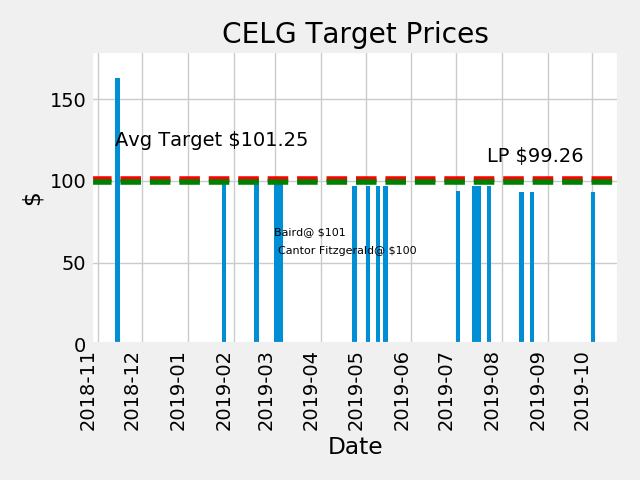 CELG Target Prices
150
Avg Target $101.25
LP $99.26
100
$
Baird@ $101
Cantor Fitzgerald@ $100
50
0
2018-11
2018-12
2019-01
2019-02
2019-03
2019-04
2019-05
2019-06
2019-07
2019-08
2019-09
2019-10
Date